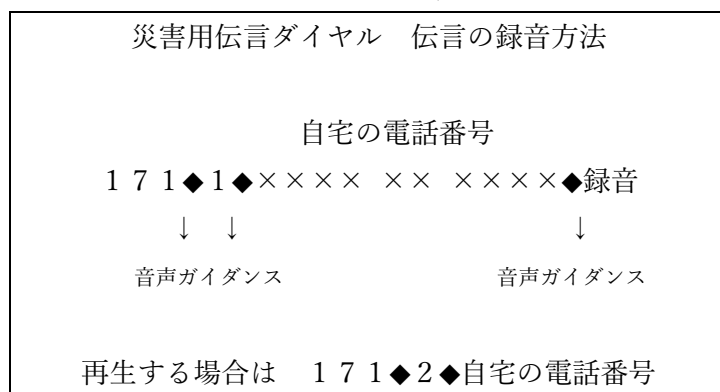 災害用伝言ダイヤル　伝言の録音方法
自宅の電話番号
１７１◆１◆×××× ×× ××××◆録音
↓ ↓ ↓
音声ガイダンス 音声ガイダンス
再生する場合は　１７１◆２◆自宅の電話番号